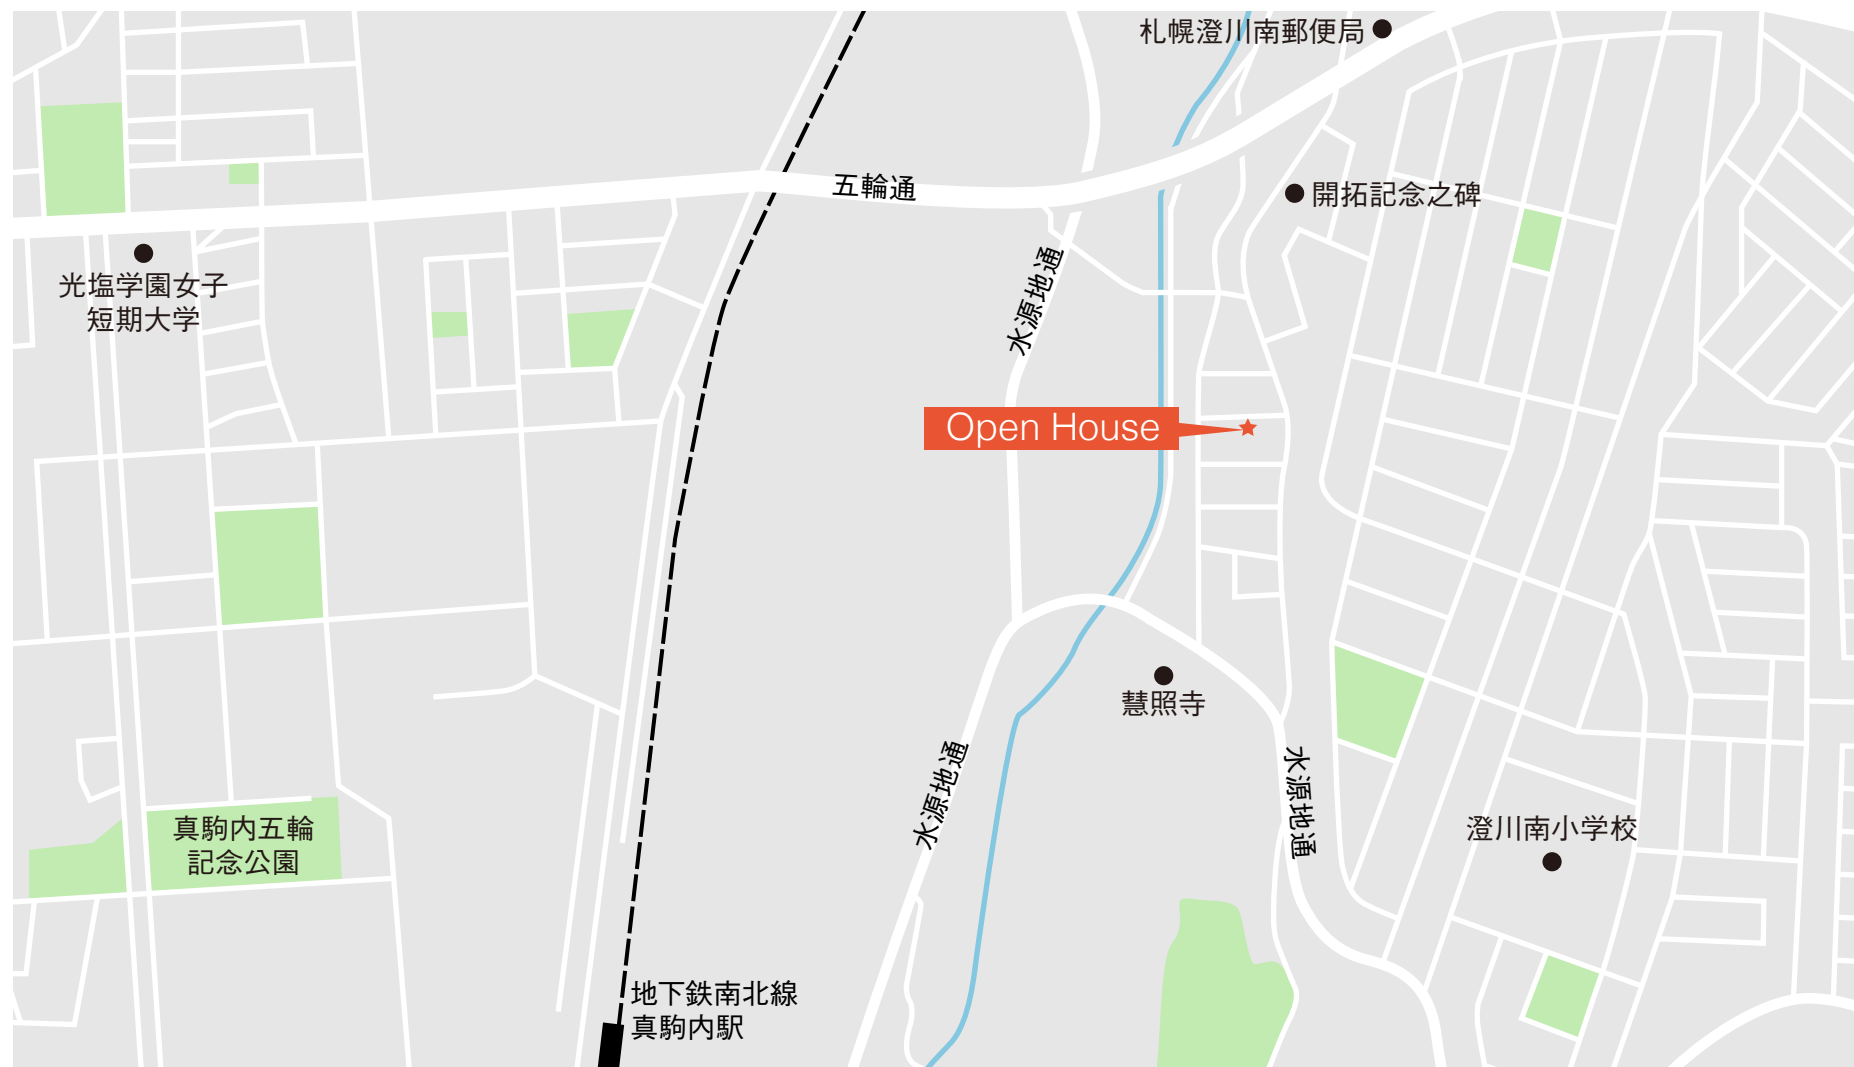 札幌澄川南郵便局
五輪通
開拓記念之碑
水源地通
光塩学園女子
短期大学
Open House
慧照寺
水源地通
水源地通
真駒内五輪
記念公園
澄川南小学校
地下鉄南北線
真駒内駅